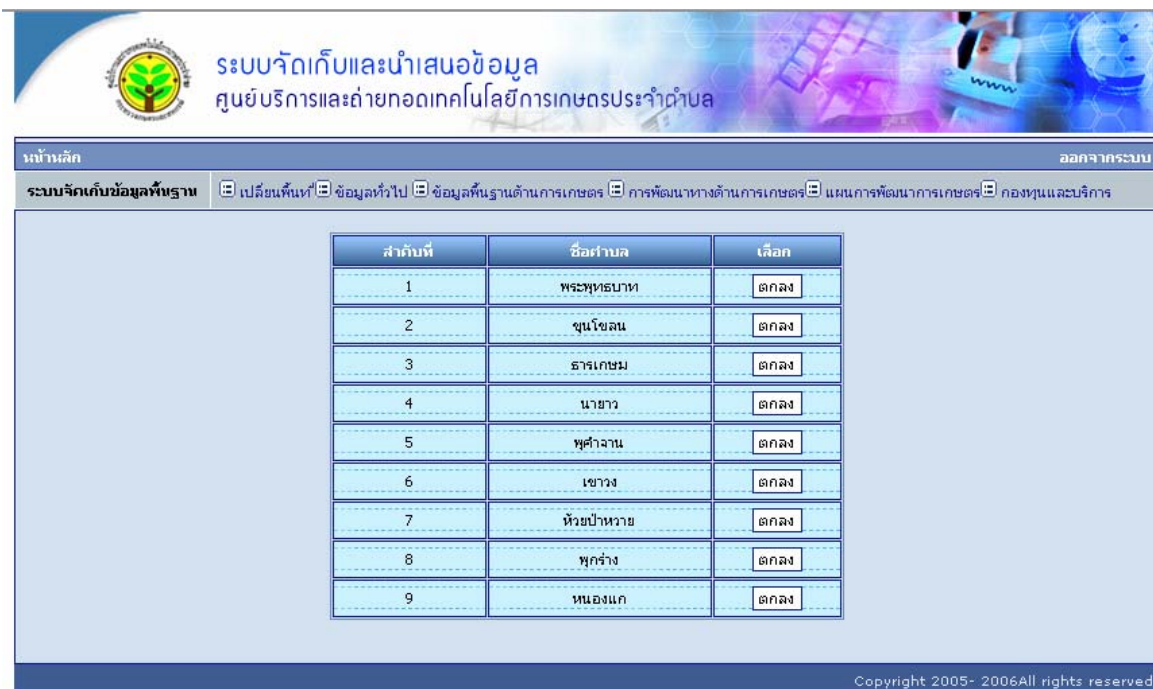 ระบบจัดเก็บและนำเสนอข้อมูล
ศูนย์บริการและถ่ายทอดเทคโนโลยีการเกษตรประจำตำบล
www
หน้าหลัก ออกจากระบบ
ระบบจัดเก็บข้อมูลพื้นฐาน เปลี่ยนพื้นที่ ข้อมูลทั่วไป ข้อมูลพื้นฐานด้านการเกษตร การพัฒนาทางด้านการเกษตร แผนการพัฒนาการเกษตร กองทุนและบริการ
ลำดับที่ ชื่อตำบล เลือก
1 พระพุทธบาท ตกลง
2 ขุนโขลน ตกลง
3 ธารเกษม ตกลง
4 นายาว ตกลง
5 พุคำจาน ตกลง
6 เขาวง ตกลง
7 ห้วยป่าหวาย ตกลง
8 พุกร่าง ตกลง
9 หนองแก ตกลง
Copyright 2005- 2006All rights reserved